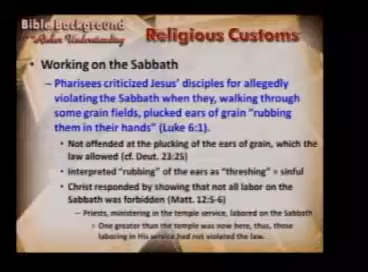 Bible Background
Religious Customs
• Working on the Sabbath
– Pharisees criticized Jesus' disciples for allegedly
violating the Sabbath when they, walking through
some grain fields, plucked ears of grain "rubbing
them in their hands" (Luke 6:1).
• Not offended at the plucking of the ears of grain, which the
law allowed (cf. Deut. 23:25)
• Interpreted "rubbing" of the ears as "threshing" = sinful
• Christ responded by showing that not all labor on the
Sabbath was forbidden (Matt. 12:5-6)
– Priests, ministering in the temple service, labored on the Sabbath
One greater than the temple was now here, thus, those
laboring in His service had not violated the law.